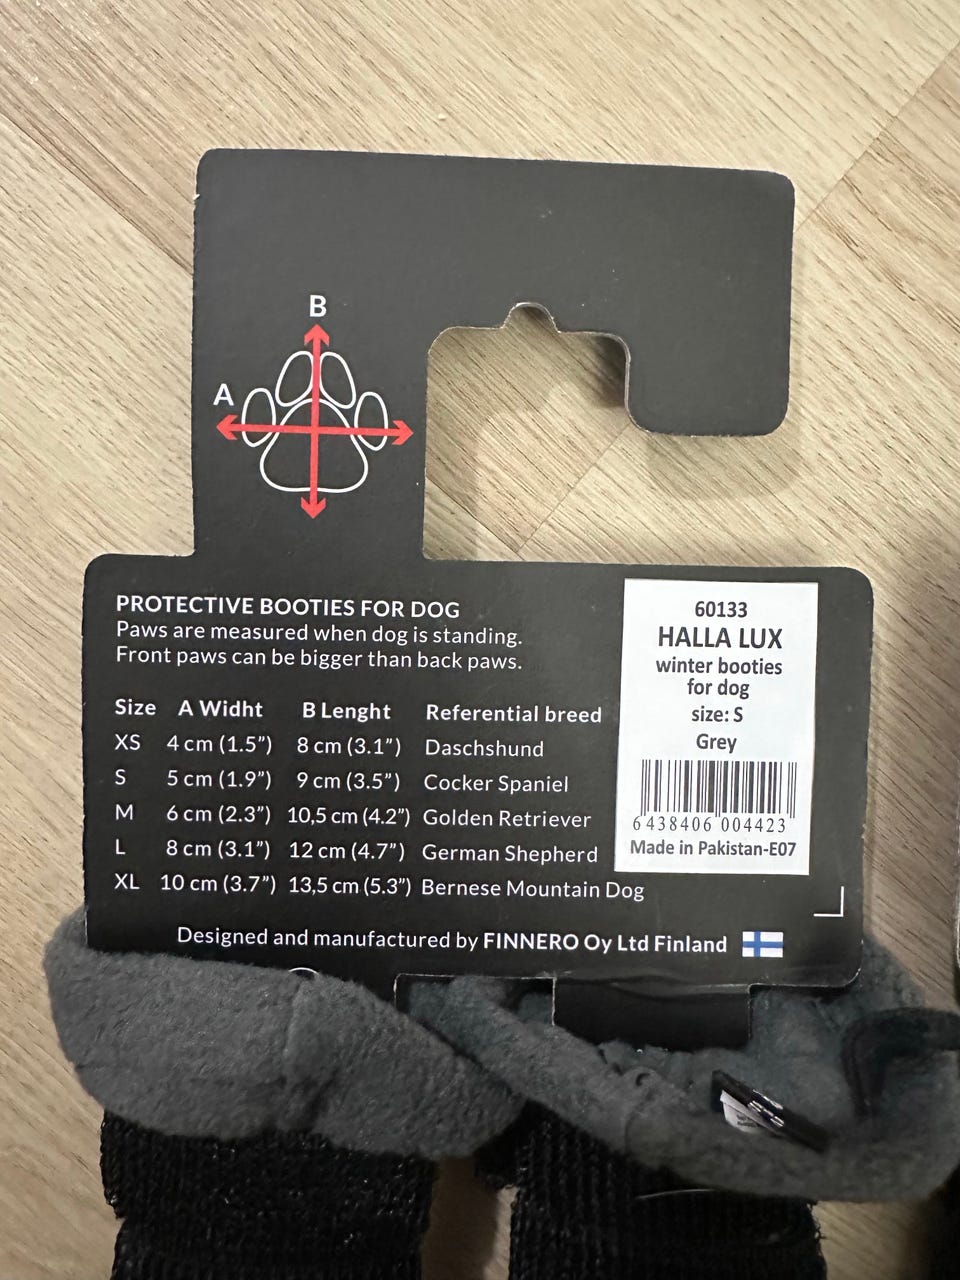 B
A
PROTECTIVE BOOTIES FOR DOG
Paws are measured when dog is standing.
Front paws can be bigger than back paws.
Size A Widht B Lenght Referential breed
XS 4 cm (1.5”) 8 cm (3.1”) Daschshund
S 5 cm (1.9”) 9 cm (3.5”) Cocker Spaniel
M 6 cm (2.3”) 10,5 cm (4.2”) Golden Retriever
L 8 cm (3.1”) 12 cm (4.7”) German Shepherd
XL 10 cm (3.7”) 13,5 cm (5.3”) Bernese Mountain Dog
Designed and manufactured by FINNERO Oy Ltd Finland
60133
HALLA LUX
winter booties
for dog
size: S
Grey
6 438406 004423
Made in Pakistan-E07